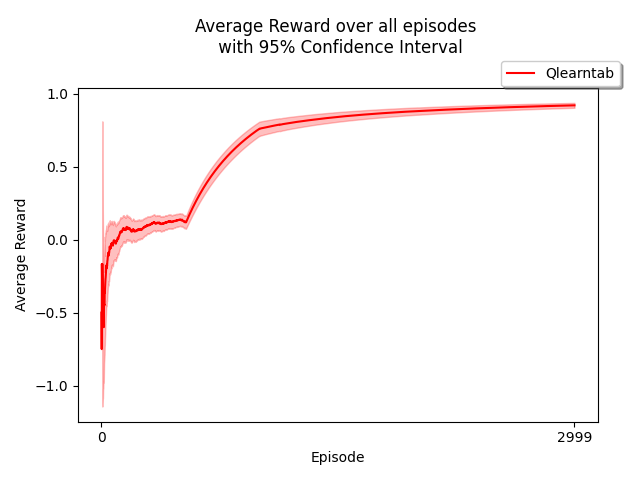 Average Reward over all episodes
with 95% Confidence Interval
Qlearntab
1.0
0.5
0.0
−0.5
−1.0
Average Reward
0
2999
Episode